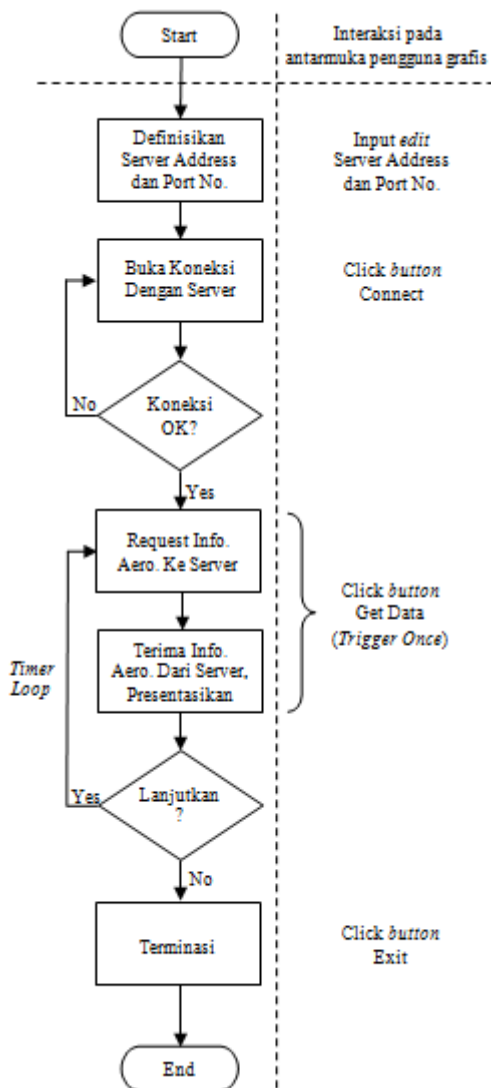 Start
Interaksi pada
antarmuka pengguna grafis
Definisikan
Server Address
dan Port No.
Input edit
Server Address
dan Port No.
Buka Koneksi
Dengan Server
Click button
Connect
No
Koneksi
OK?
Yes
Request Info.
Aero. Ke Server
Click button
Get Data
(Trigger Once)
Terima Info.
Aero. Dari Server,
Presentasikan
Timer
Loop
Yes
Lanjutkan
?
No
Terminasi
Click button
Exit
End